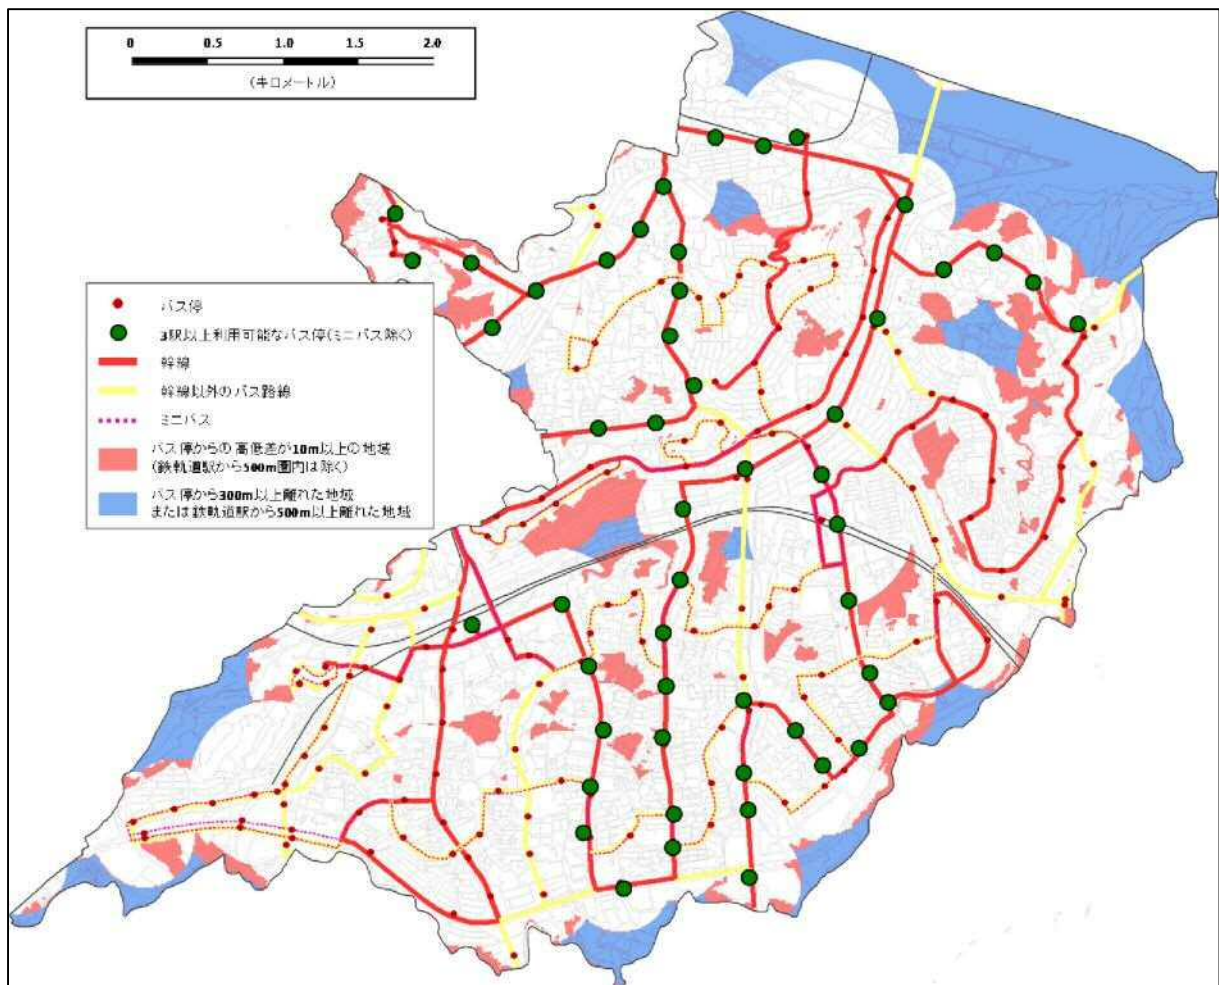 0 0.5 1.0 1.5 2.0
(キロメートル)
バス停
3駅以上利用可能なバス停(ミニバス除く)
幹線
幹線以外のバス路線
ミニバス
バス停からの高低差が10m以上の地域
(鉄軌道駅から500m圏内は除く)
バス停から300m以上離れた地域
または鉄軌道駅から500m以上離れた地域